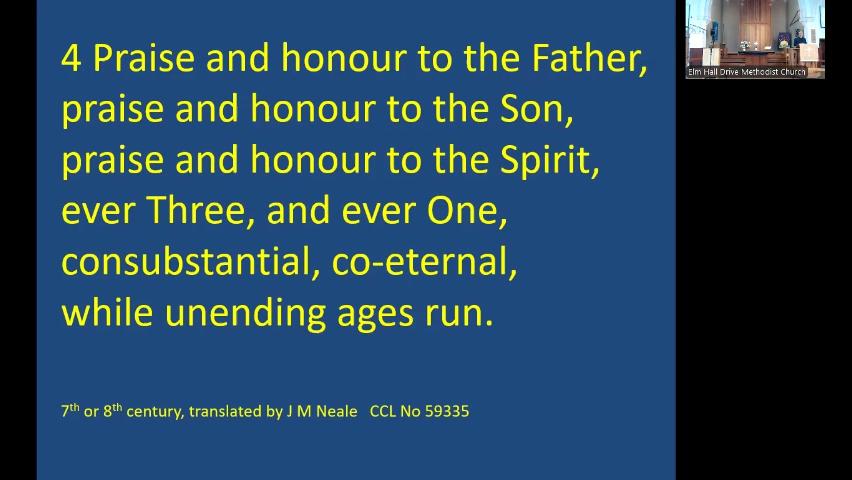 4 Praise and honour to the Father,
praise and honour to the Son,
praise and honour to the Spirit,
ever Three, and ever One,
consubstantial, co-eternal,
while unending ages run.
7th or 8th century, translated by J M Neale   CCL No 59335
Elm Hall Drive Methodist Church